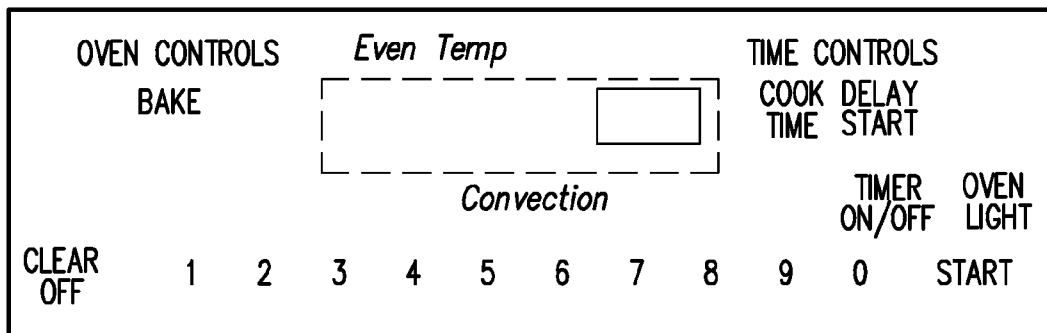 OVEN CONTROLS
BAKE
Even Temp
Convection
TIME CONTROLS
COOK TIME
DELAY START
TIMER ON/OFF
OVEN LIGHT
CLEAR OFF
1 2 3 4 5 6 7 8 9 0
START